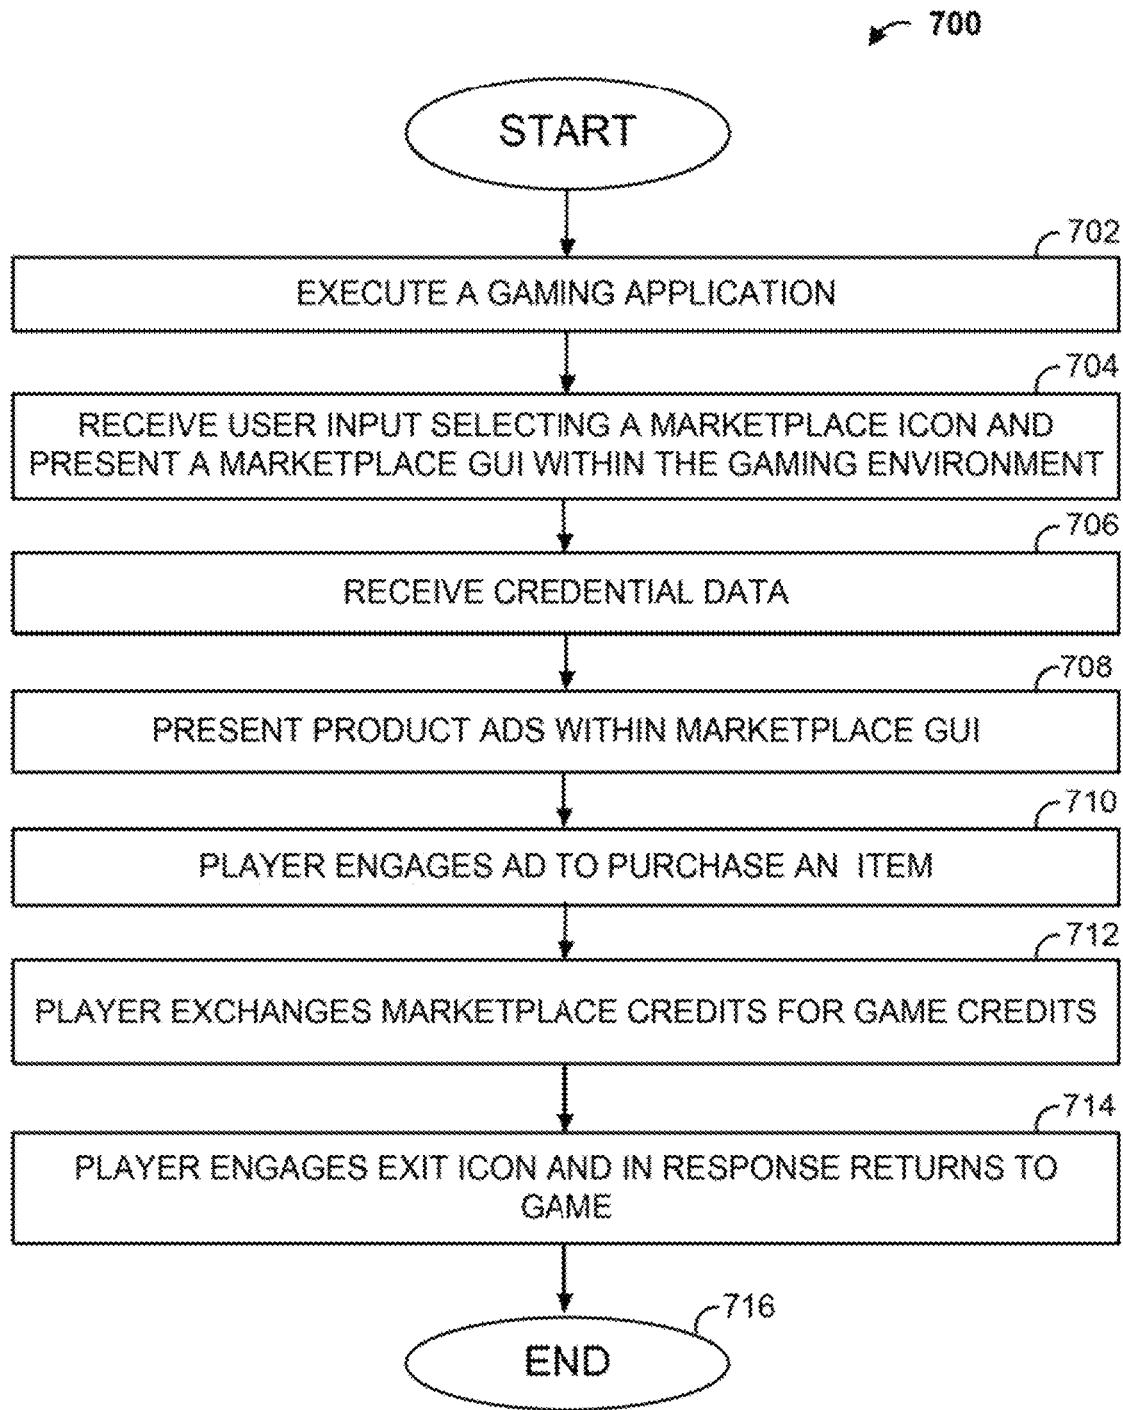 700
START
702
EXECUTE A GAMING APPLICATION
704
RECEIVE USER INPUT SELECTING A MARKETPLACE ICON AND
PRESENT A MARKETPLACE GUI WITHIN THE GAMING ENVIRONMENT
706
RECEIVE CREDENTIAL DATA
708
PRESENT PRODUCT ADS WITHIN MARKETPLACE GUI
710
PLAYER ENGAGES AD TO PURCHASE AN ITEM
712
PLAYER EXCHANGES MARKETPLACE CREDITS FOR GAME CREDITS
714
PLAYER ENGAGES EXIT ICON AND IN RESPONSE RETURNS TO
GAME
716
END